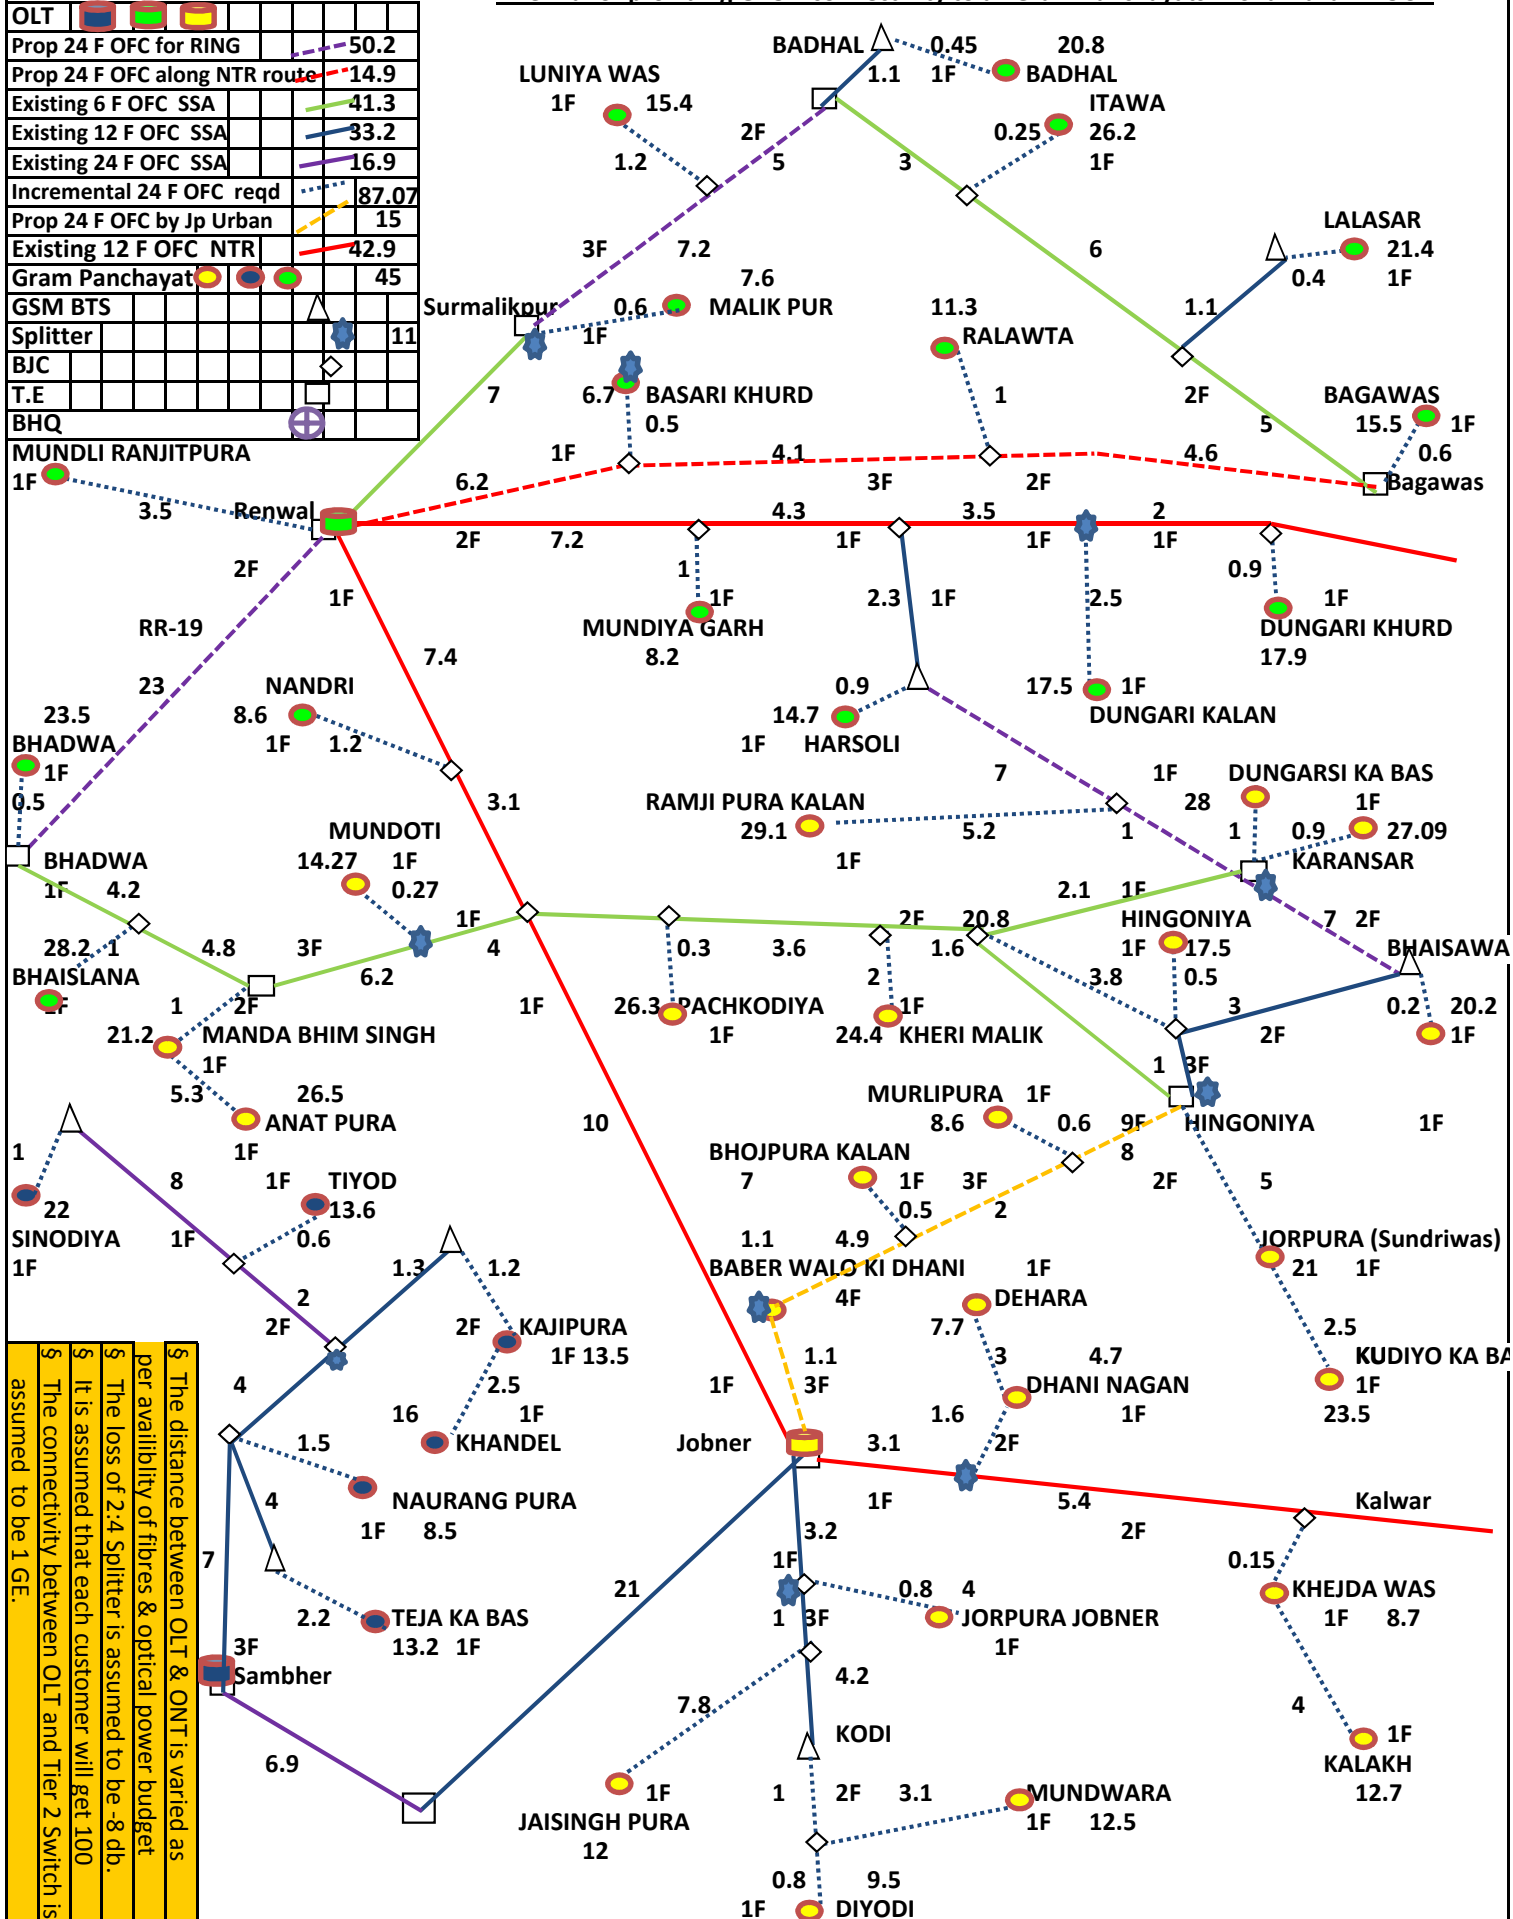 OLT
Prop 24 F OFC for RING 50.2
Prop 24 F OFC along NTR route 14.9
Existing 6 F OFC SSA 41.3
Existing 12 F OFC SSA 33.2
Existing 24 F OFC SSA 16.9
Incremental 24 F OFC reqd 87.07
Prop 24 F OFC by Jp Urban 15
Existing 12 F OFC NTR 42.9
Gram Panchayat 45
GSM BTS
Splitter 11
BJC
T.E
BHQ
BADHAL 0.45 20.8
1.1 1F BADHAL
LUNIYA WAS
1F 15.4
ITAWA
2F 0.25 26.2
1.2 5 3 1F
LALASAR
3F 7.2 6 21.4
7.6 0.4 1F
Surmalikpur 0.6 MALIK PUR 11.3 1.1
1F RALAWTA
7 6.7 BASARI KHURD 1 2F BAGAWAS
0.5 5 15.5 1F
MUNDLI RANJITPURA 1F 4.1 4.6 0.6
1F 6.2 3F 2F Bagawas
3.5 Renwal 4.3 3.5 2
2F 7.2 1F 1F 1F
2F 1 0.9
1F 1F 2.3 1F 2.5 1F
RR-19 MUNDIYA GARH DUNGARI KHURD
7.4 8.2 17.9
23 NANDRI 0.9 17.5 1F
23.5 8.6 14.7 DUNGARI KALAN
BHADWA 1F 1.2 1F HARSOLI
1F 7 1F DUNGARSI KA BAS
0.5 3.1 RAMJI PURA KALAN 28 1F
MUNDOTI 29.1 5.2 1 1 0.9 27.09
BHADWA 14.27 1F 1F KARANSAR
1F 4.2 0.27 2.1 1F
1F 2F 20.8 HINGONIYA 7 2F
28.2 1 4.8 3F 4 0.3 3.6 1.6 1F 17.5 BHAISAWA
BHAISLANA 6.2 2 3.8 0.5
1F 1 2F 1F 26.3 PACHKODIYA 1F 3 0.2 20.2
21.2 MANDA BHIM SINGH 1F 24.4 KHERI MALIK 2F 1F
1F 1 3F
5.3 26.5 MURLIPURA 1F
ANAT PURA 10 8.6 0.6 9F HINGONIYA 1F
1 1F BHOJPURA KALAN 8
8 1F TIYOD 7 1F 3F 2F 5
22 13.6 0.5 2
SINODIYA 1F 0.6 1.1 4.9 JORPURA (Sundriwas)
1F 1.3 1.2 BABER WALO KI DHANI 1F 21 1F
2 4F DEHARA
2F 2F KAJIPURA 7.7 2.5
1F 13.5 1.1 3 4.7 KUDIYO KA BA
4 2.5 1F 3F DHANI NAGAN 1F
16 1F 1.6 1F 23.5
1.5 KHANDEL Jobner 3.1 2F
4 NAURANG PURA 1F 5.4 Kalwar
1F 8.5 3.2 2F
7 21 1F 0.15
0.8 4 KHEJDA WAS
2.2 TEJA KA BAS 1 3F JORPURA JOBNER 1F 8.7
3F 13.2 1F 1F
Sambher 4.2
7.8 4
6.9 KODI 1F
1F 1 2F 3.1 MUNDWARA KALAKH
JAISINGH PURA 1F 12.5 12.7
12
0.8 9.5
1F DIYODI
§ The distance between OLT & ONT is varied as
per availiblity of fibres & optical power budget
§ The loss of 2:4 Splitter is assumed to be -8 db.
§ It is assumed that each customer will get 100
§ The connectivity between OLT and Tier 2 Switch is
assumed to be 1 GE.